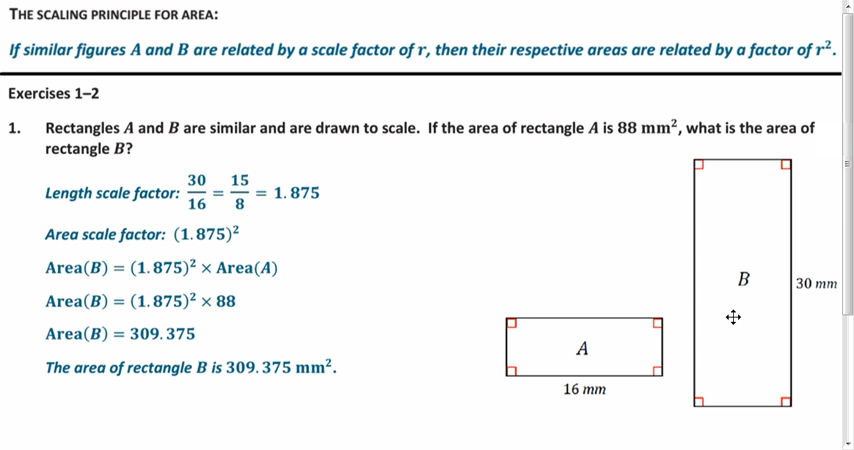 THE SCALING PRINCIPLE FOR AREA:
If similar figures A and B are related by a scale factor of r, then their respective areas are related by a factor of r².
Exercises 1–2
1. Rectangles A and B are similar and are drawn to scale. If the area of rectangle A is 88 mm², what is the area of
rectangle B?
Length scale factor: 30/16 = 15/8 = 1.875
Area scale factor: (1.875)²
Area(B) = (1.875)² × Area(A)
Area(B) = (1.875)² × 88
Area(B) = 309.375
The area of rectangle B is 309.375 mm².
A
16 mm
B
30 mm